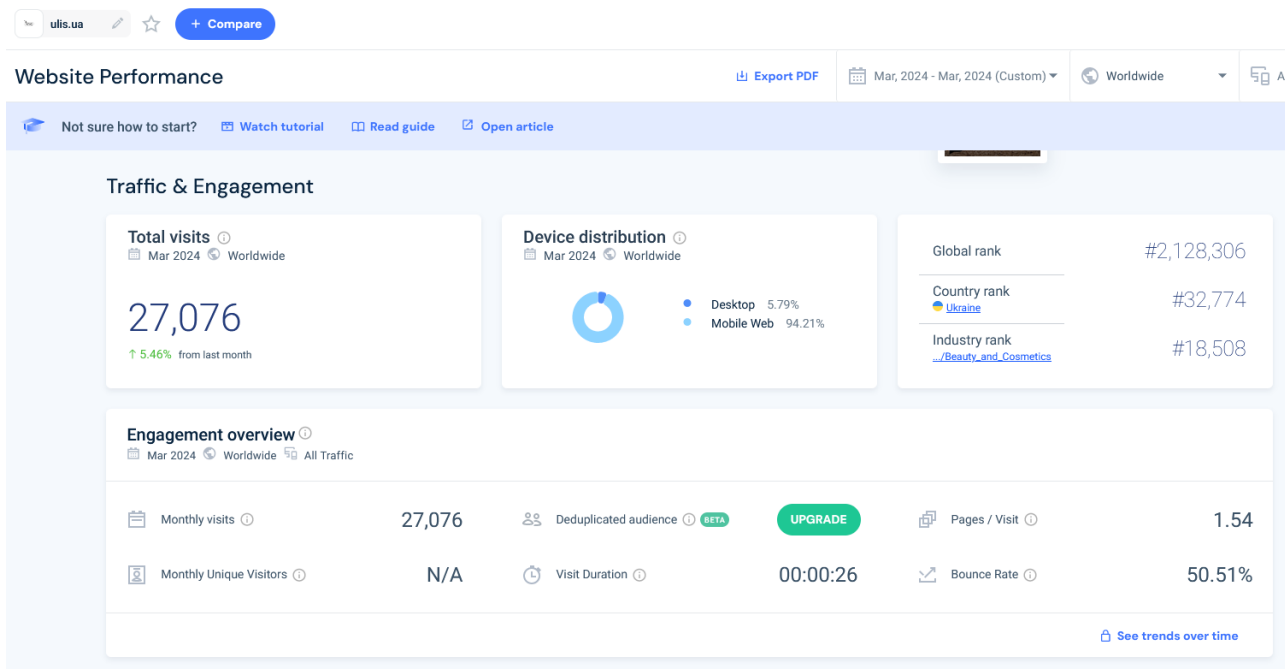 ulis.ua
+ Compare
Website Performance
Export PDF
Mar, 2024 - Mar, 2024 (Custom)
Worldwide
A
Not sure how to start?
Watch tutorial
Read guide
Open article
Traffic & Engagement
Total visits
Mar 2024 Worldwide
27,076
↑ 5.46% from last month
Device distribution
Mar 2024 Worldwide
Desktop 5.79%
Mobile Web 94.21%
Global rank #2,128,306
Country rank #32,774
Ukraine
Industry rank #18,508
.../Beauty_and_Cosmetics
Engagement overview
Mar 2024 Worldwide All Traffic
Monthly visits 27,076
Deduplicated audience BETA UPGRADE
Pages / Visit 1.54
Monthly Unique Visitors N/A
Visit Duration 00:00:26
Bounce Rate 50.51%
See trends over time